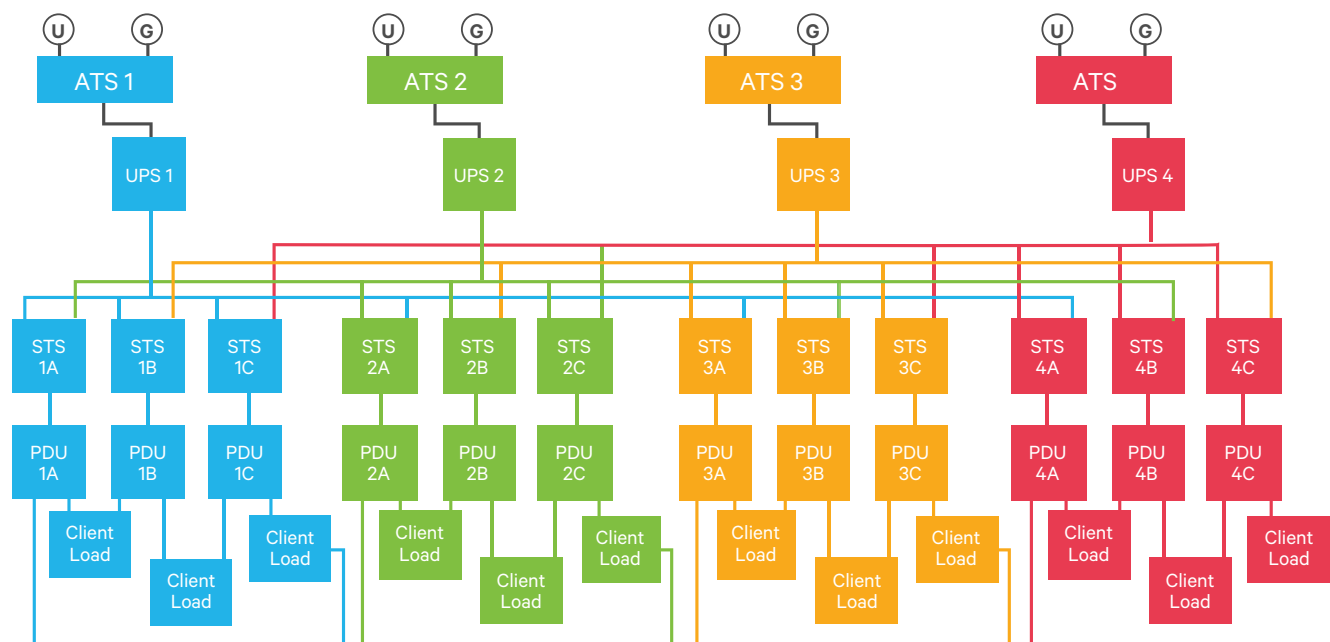 U
G
U
G
U
G
U
G
ATS 1
ATS 2
ATS 3
ATS
UPS 1
UPS 2
UPS 3
UPS 4
STS
1A
STS
1B
STS
1C
STS
2A
STS
2B
STS
2C
STS
3A
STS
3B
STS
3C
STS
4A
STS
4B
STS
4C
PDU
1A
PDU
1B
PDU
1C
PDU
2A
PDU
2B
PDU
2C
PDU
3A
PDU
3B
PDU
3C
PDU
4A
PDU
4B
PDU
4C
Client
Load
Client
Load
Client
Load
Client
Load
Client
Load
Client
Load
Client
Load
Client
Load
Client
Load
Client
Load
Client
Load
Client
Load